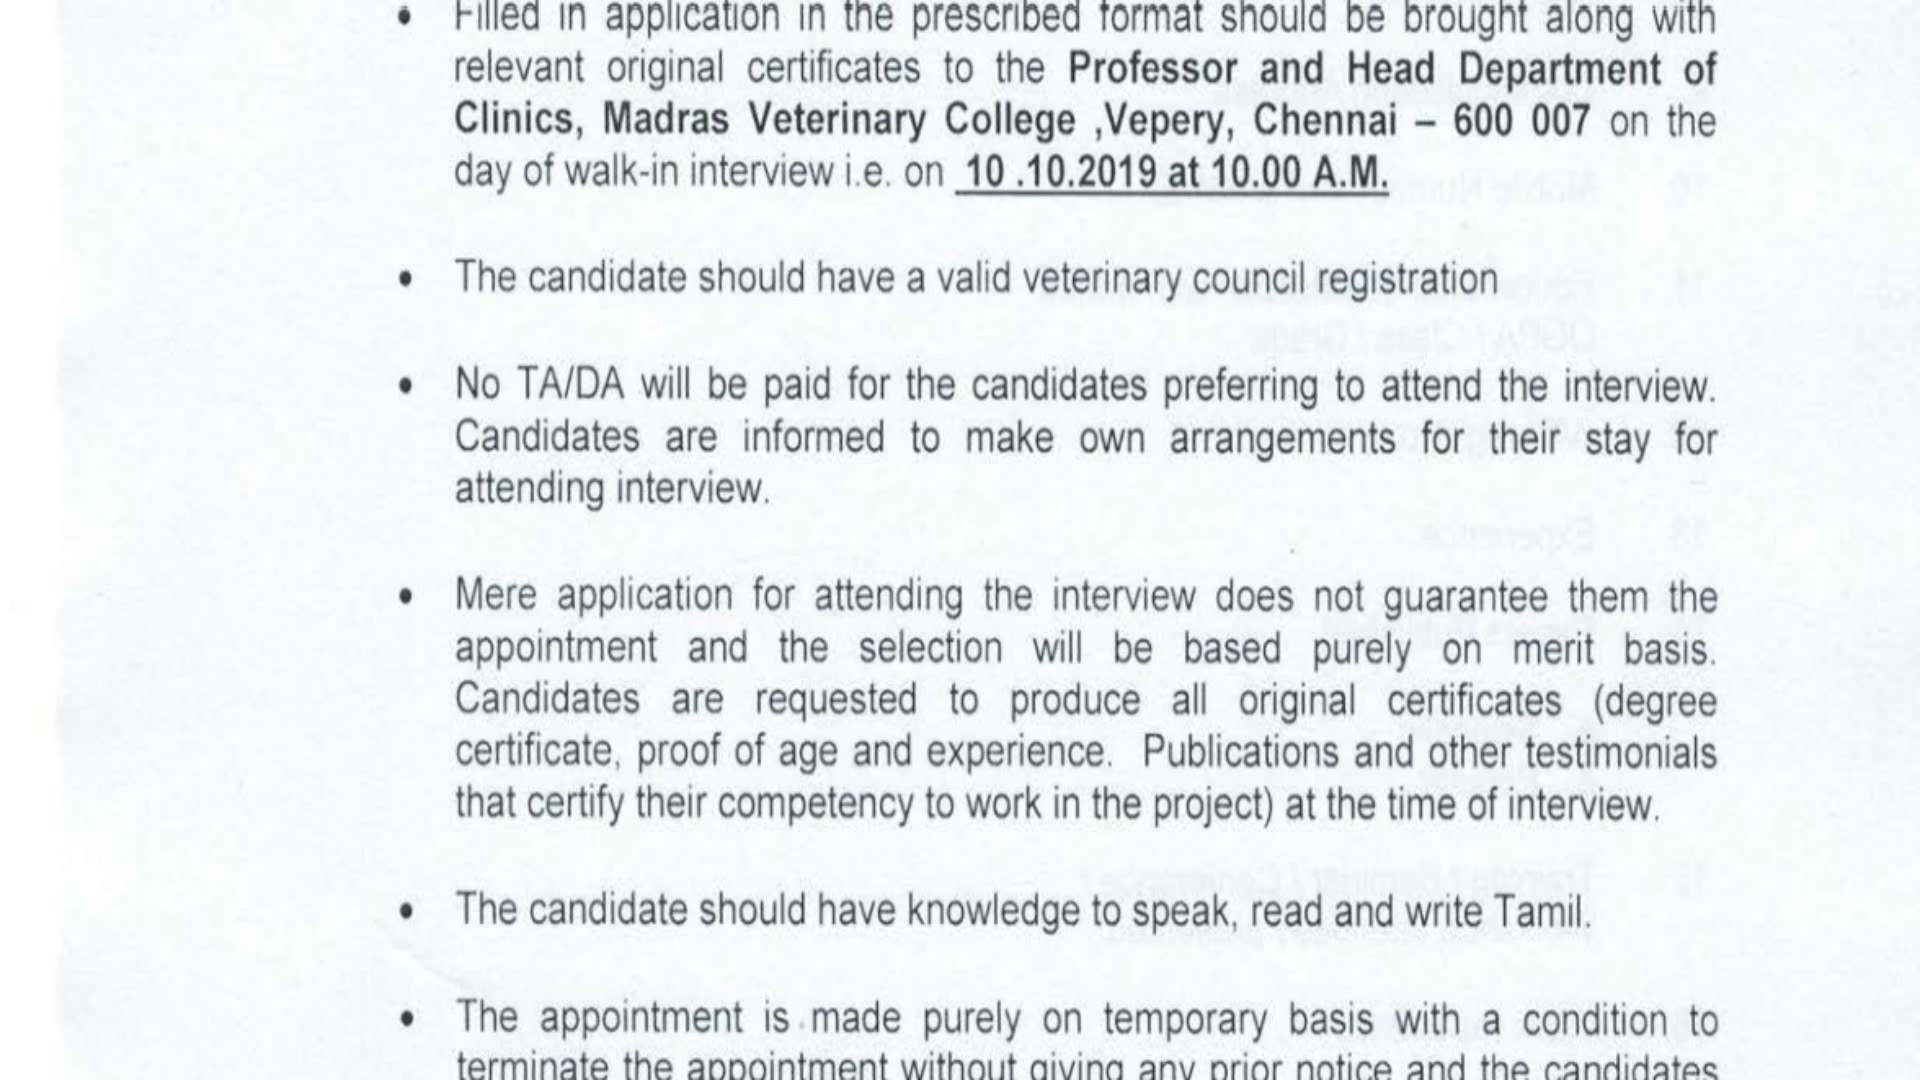 • Filled in application in the prescribed format should be brought along with
relevant original certificates to the Professor and Head Department of
Clinics, Madras Veterinary College ,Vepery, Chennai – 600 007 on the
day of walk-in interview i.e. on 10 .10.2019 at 10.00 A.M.
• The candidate should have a valid veterinary council registration
• No TA/DA will be paid for the candidates preferring to attend the interview.
Candidates are informed to make own arrangements for their stay for
attending interview.
• Mere application for attending the interview does not guarantee them the
appointment and the selection will be based purely on merit basis.
Candidates are requested to produce all original certificates (degree
certificate, proof of age and experience. Publications and other testimonials
that certify their competency to work in the project) at the time of interview.
• The candidate should have knowledge to speak, read and write Tamil.
• The appointment is made purely on temporary basis with a condition to
terminate the appointment without giving any prior notice and the candidates